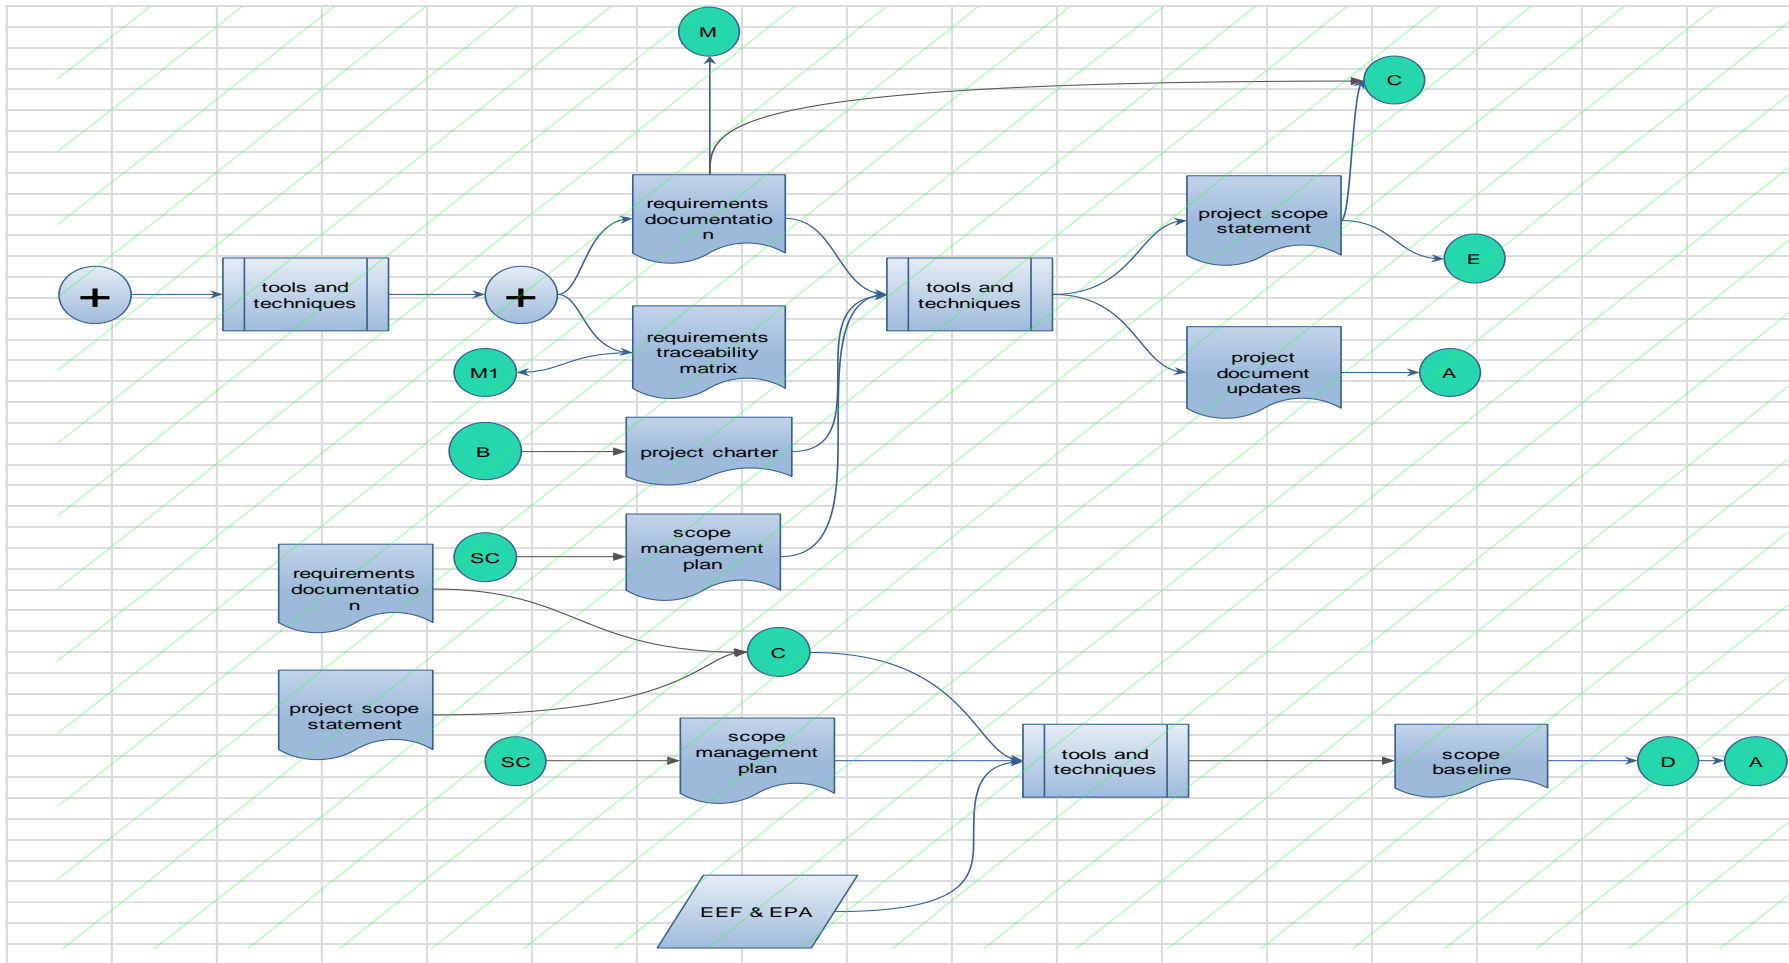 M
C
requirements
documentatio
n
project scope
statement
E
+
tools and
techniques
+
tools and
techniques
requirements
traceability
matrix
M1
project
document
updates
A
B
project charter
SC
scope
management
plan
requirements
documentatio
n
C
project scope
statement
SC
scope
management
plan
tools and
techniques
scope
baseline
D
A
EEF & EPA